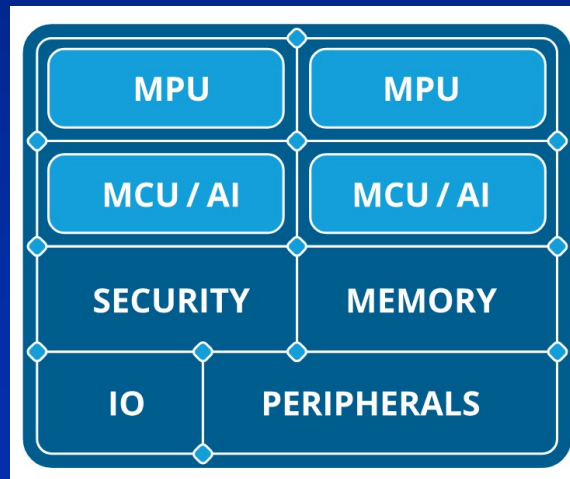 MPU MPU
MCU / AI MCU / AI
SECURITY MEMORY
IO PERIPHERALS